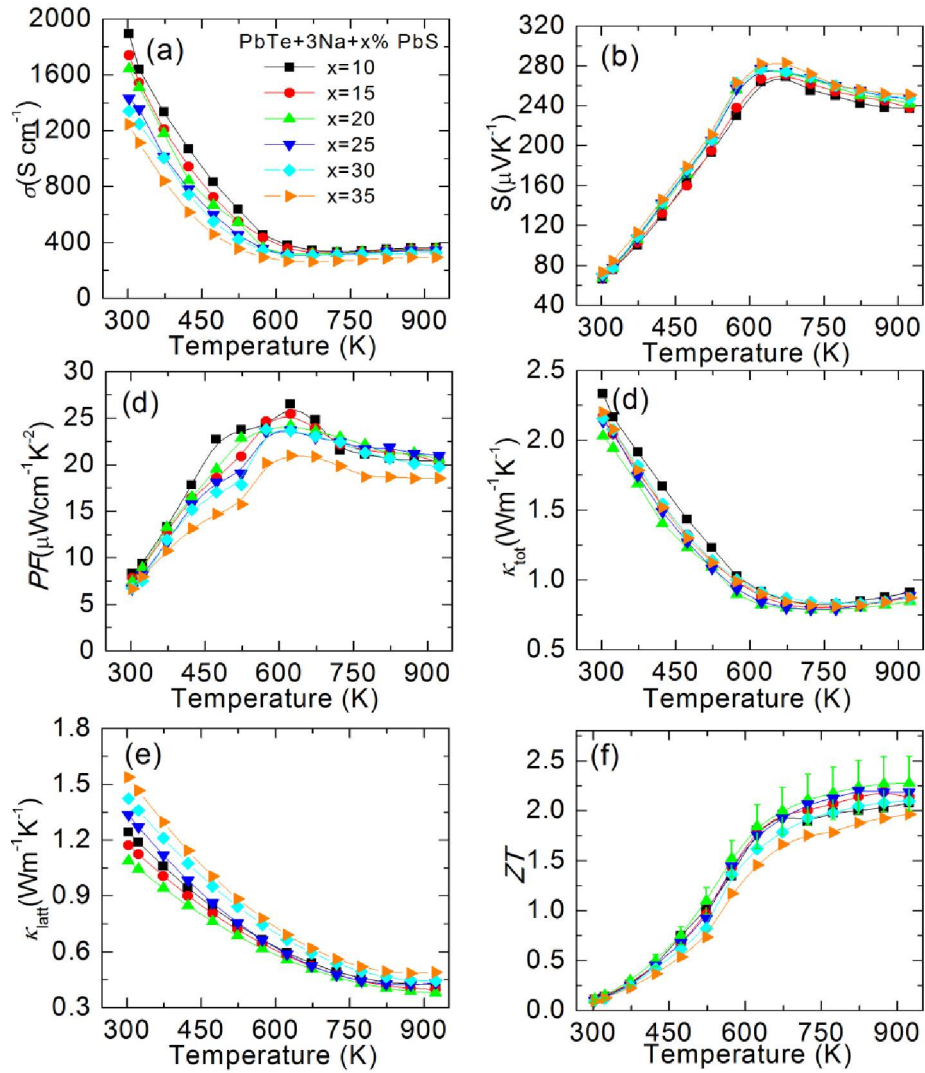 (a)
PbTe+3Na+x% PbS
x=10
x=15
x=20
x=25
x=30
x=35
σ(S cm⁻¹)
2000
1600
1200
800
400
0
300 450 600 750 900
Temperature (K)
(b)
S(μVK⁻¹)
320
280
240
200
160
120
80
40
300 450 600 750 900
Temperature (K)
(d)
PF(μWcm⁻¹K⁻²)
30
25
20
15
10
5
0
300 450 600 750 900
Temperature (K)
(d)
κtot(Wm⁻¹K⁻¹)
2.5
2.0
1.5
1.0
0.5
300 450 600 750 900
Temperature (K)
(e)
κlatt(Wm⁻¹K⁻¹)
1.8
1.5
1.2
0.9
0.6
0.3
300 450 600 750 900
Temperature (K)
(f)
ZT
2.5
2.0
1.5
1.0
0.5
0.0
300 450 600 750 900
Temperature (K)